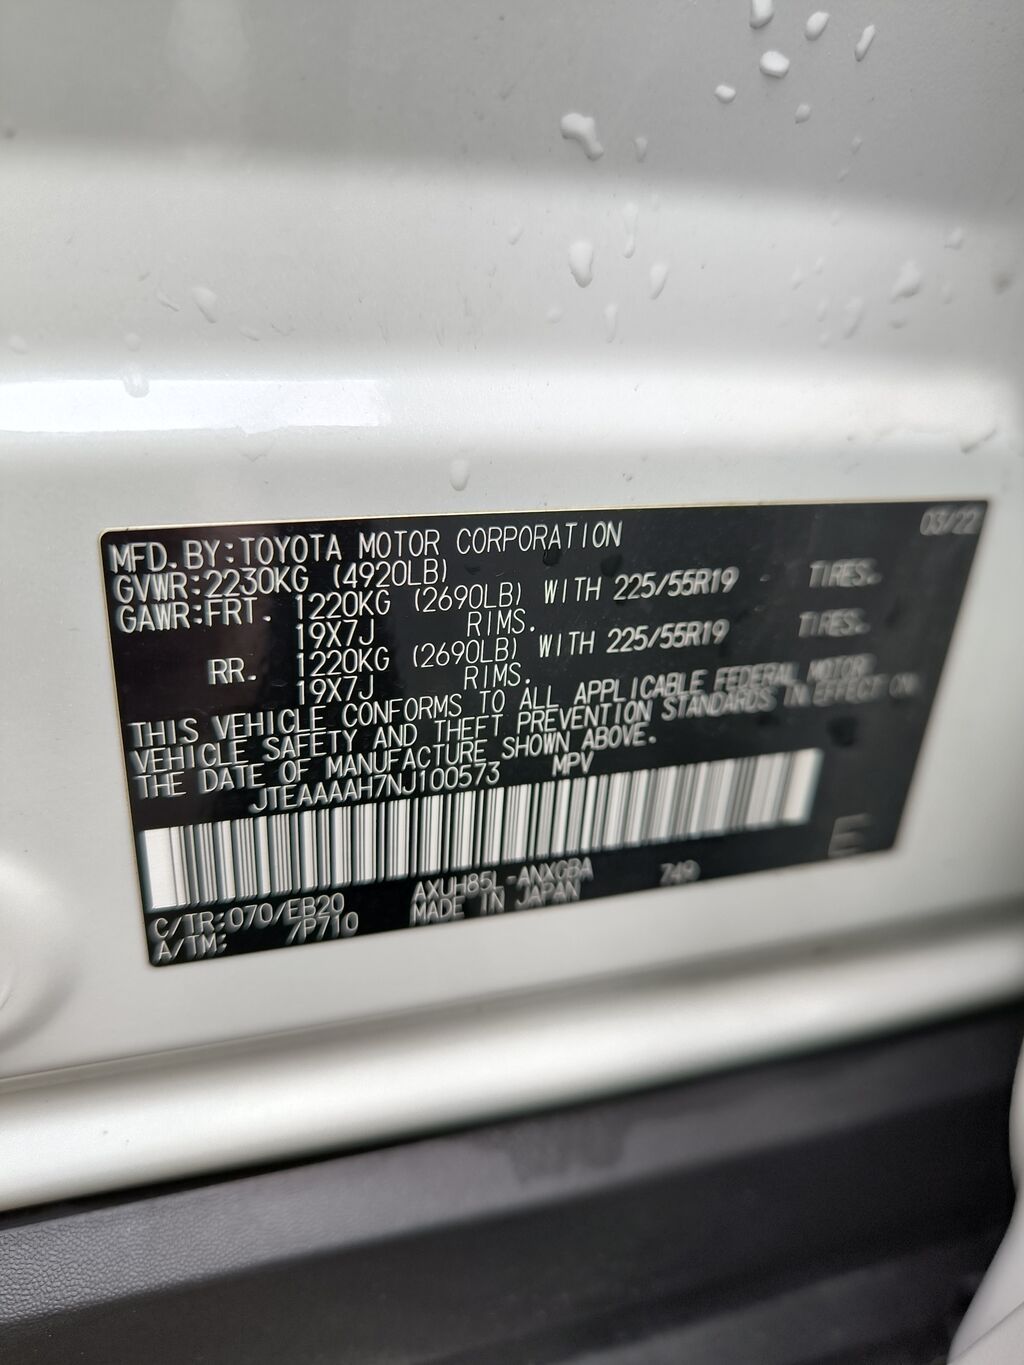 03/22
MFD.BY:TOYOTA MOTOR CORPORATION
GVWR:2230KG (4920LB)
GAWR:FRT. 1220KG (2690LB) WITH 225/55R19 TIRES.
19X7J RIMS.
RR. 1220KG (2690LB) WITH 225/55R19 TIRES.
19X7J RIMS.
THIS VEHICLE CONFORMS TO ALL APPLICABLE FEDERAL MOTOR
VEHICLE SAFETY AND THEFT PREVENTION STANDARDS IN EFFECT ON
THE DATE OF MANUFACTURE SHOWN ABOVE.
JTEAAAAH7NJ100573 MPV
E
C/TR:070/EB20 AXUH85L-ANXGBA 749
A/TM: /P710 MADE IN JAPAN